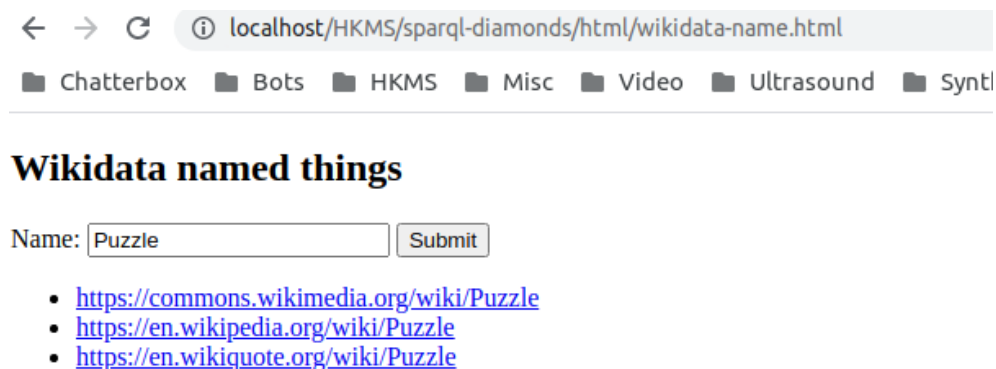 localhost/HKMS/sparql-diamonds/html/wikidata-name.html
Chatterbox Bots HKMS Misc Video Ultrasound Synth
Wikidata named things
Name: Puzzle Submit
https://commons.wikimedia.org/wiki/Puzzle
https://en.wikipedia.org/wiki/Puzzle
https://en.wikiquote.org/wiki/Puzzle